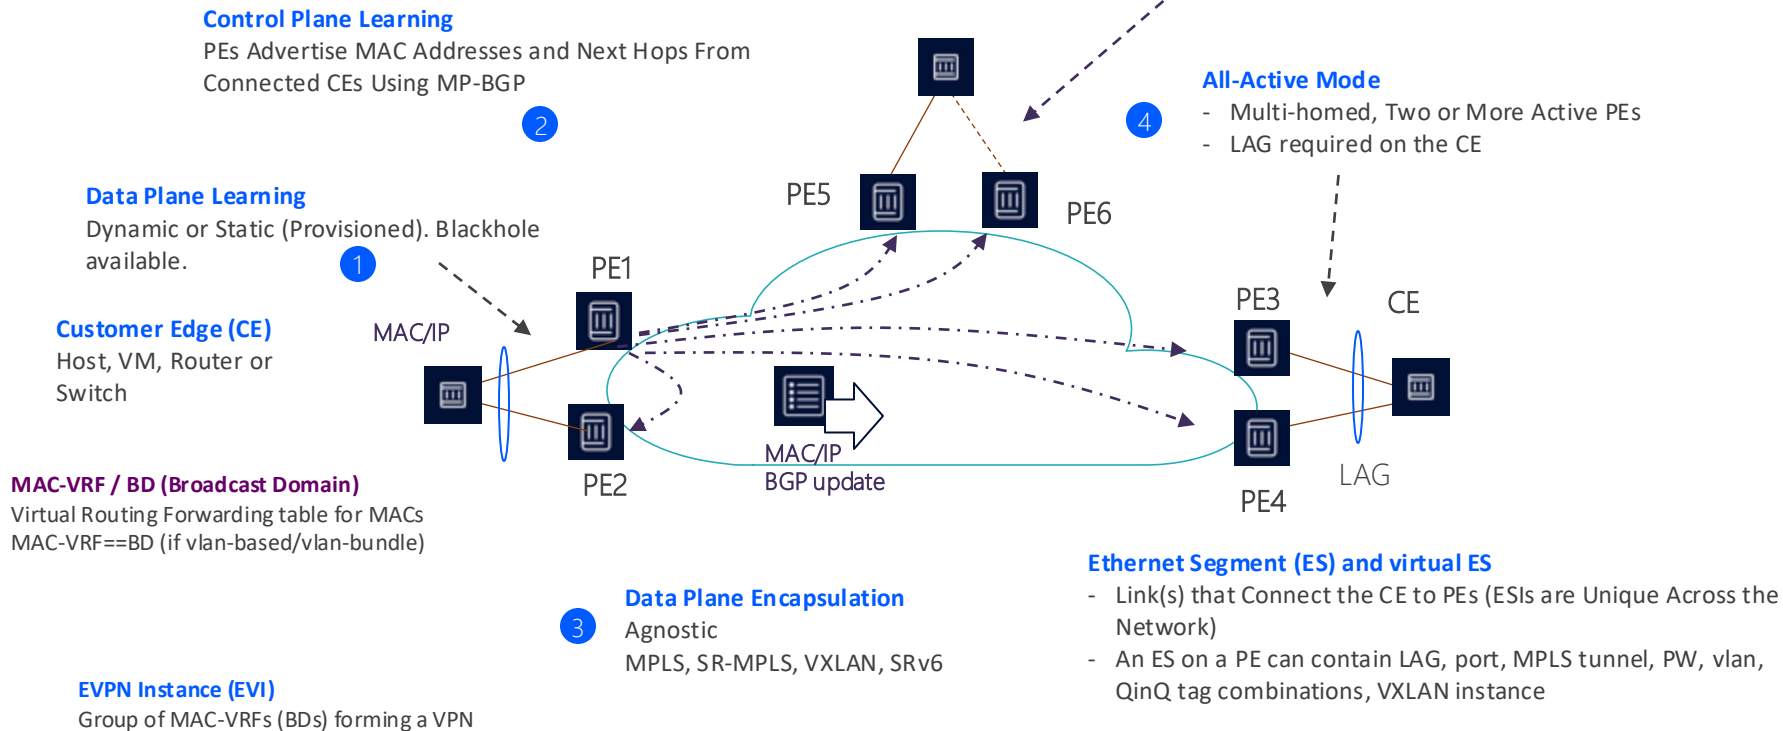 Control Plane Learning
PEs Advertise MAC Addresses and Next Hops From
Connected CEs Using MP-BGP
2
All-Active Mode
- Multi-homed, Two or More Active PEs
- LAG required on the CE
4
Data Plane Learning
Dynamic or Static (Provisioned). Blackhole
available.
1
PE5
PE6
PE1
PE3
CE
MAC/IP
Customer Edge (CE)
Host, VM, Router or
Switch
MAC/IP
BGP update
PE2
PE4
LAG
MAC-VRF / BD (Broadcast Domain)
Virtual Routing Forwarding table for MACs
MAC-VRF==BD (if vlan-based/vlan-bundle)
3
Data Plane Encapsulation
Agnostic
MPLS, SR-MPLS, VXLAN, SRv6
Ethernet Segment (ES) and virtual ES
- Link(s) that Connect the CE to PEs (ESIs are Unique Across the
Network)
- An ES on a PE can contain LAG, port, MPLS tunnel, PW, vlan,
QinQ tag combinations, VXLAN instance
EVPN Instance (EVI)
Group of MAC-VRFs (BDs) forming a VPN